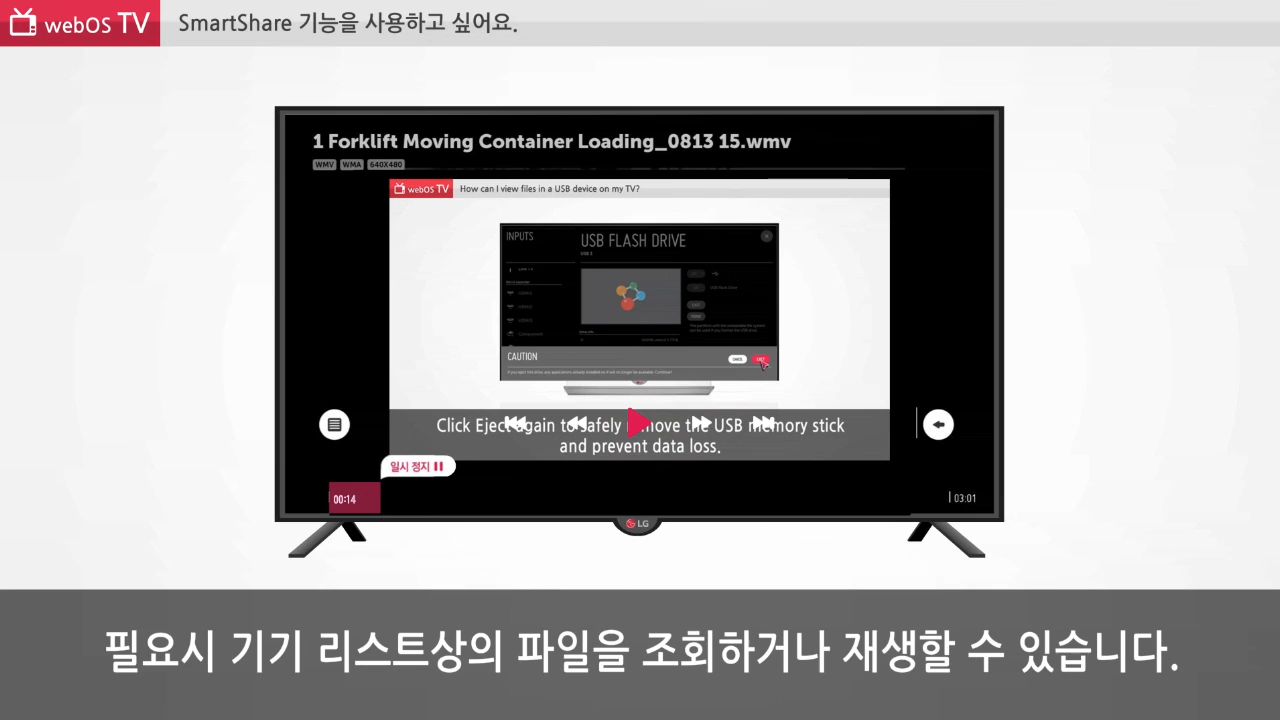 webOS TV
SmartShare 기능을 사용하고 싶어요.
1 Forklift Moving Container Loading_0813 15.wmv
WMV WMA 640X480
webOS TV
How can I view files in a USB device on my TV?
INPUTS
USB FLASH DRIVE
CAUTION
Click Eject again to safely remove the USB memory stick
and prevent data loss.
일시 정지
00:14
03:01
LG
필요시 기기 리스트상의 파일을 조회하거나 재생할 수 있습니다.